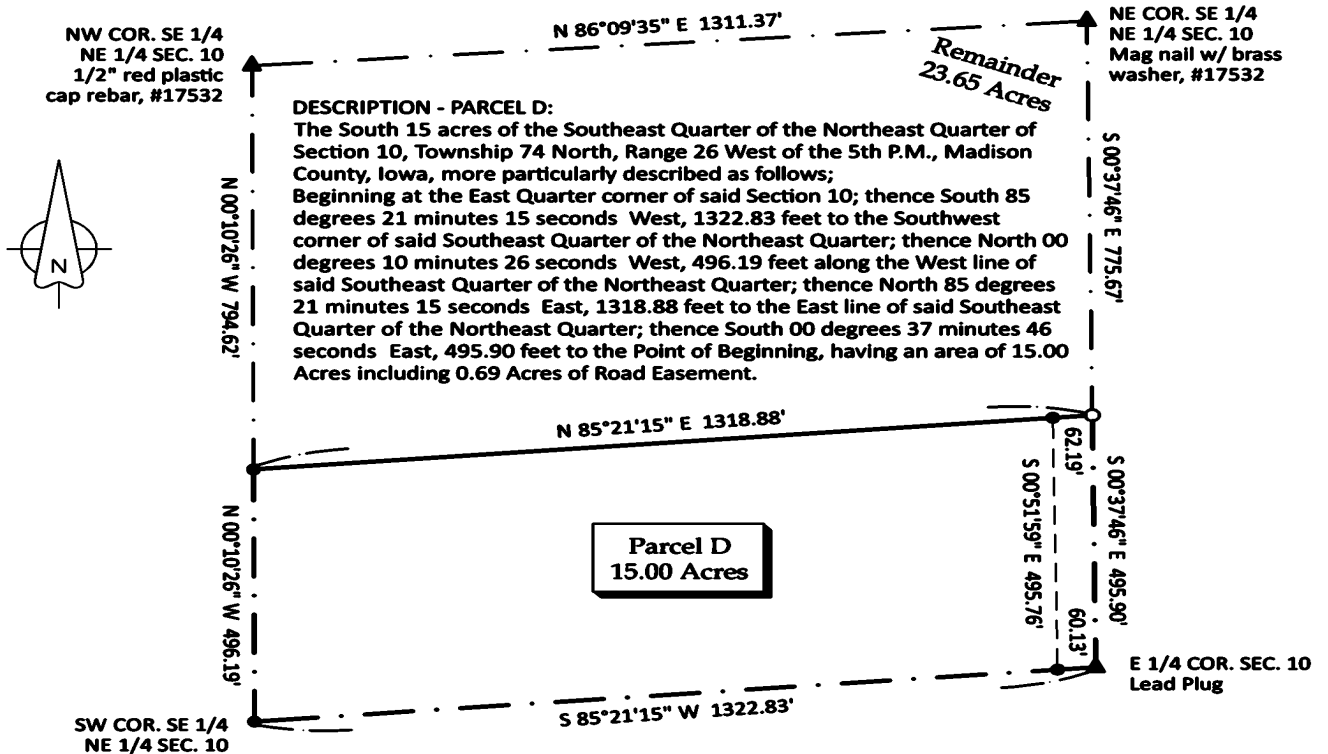 N 86°09'35" E 1311.37'
NW COR. SE 1/4
NE 1/4 SEC. 10
1/2" red plastic
cap rebar, #17532
NE COR. SE 1/4
NE 1/4 SEC. 10
Mag nail w/ brass
washer, #17532
Remainder
23.65 Acres
DESCRIPTION - PARCEL D:
The South 15 acres of the Southeast Quarter of the Northeast Quarter of
Section 10, Township 74 North, Range 26 West of the 5th P.M., Madison
County, Iowa, more particularly described as follows;
Beginning at the East Quarter corner of said Section 10; thence South 85
degrees 21 minutes 15 seconds West, 1322.83 feet to the Southwest
corner of said Southeast Quarter of the Northeast Quarter; thence North 00
degrees 10 minutes 26 seconds West, 496.19 feet along the West line of
said Southeast Quarter of the Northeast Quarter; thence North 85 degrees
21 minutes 15 seconds East, 1318.88 feet to the East line of said Southeast
Quarter of the Northeast Quarter; thence South 00 degrees 37 minutes 46
seconds East, 495.90 feet to the Point of Beginning, having an area of 15.00
Acres including 0.69 Acres of Road Easement.
N
N 00°10'26" W 794.62'
S 00°37'46" E 775.67'
N 85°21'15" E 1318.88'
62.19'
N 00°10'26" W 496.19'
Parcel D
15.00 Acres
S 00°51'59" E 495.76'
S 00°37'46" E 495.90'
60.13'
E 1/4 COR. SEC. 10
Lead Plug
S 85°21'15" W 1322.83'
SW COR. SE 1/4
NE 1/4 SEC. 10